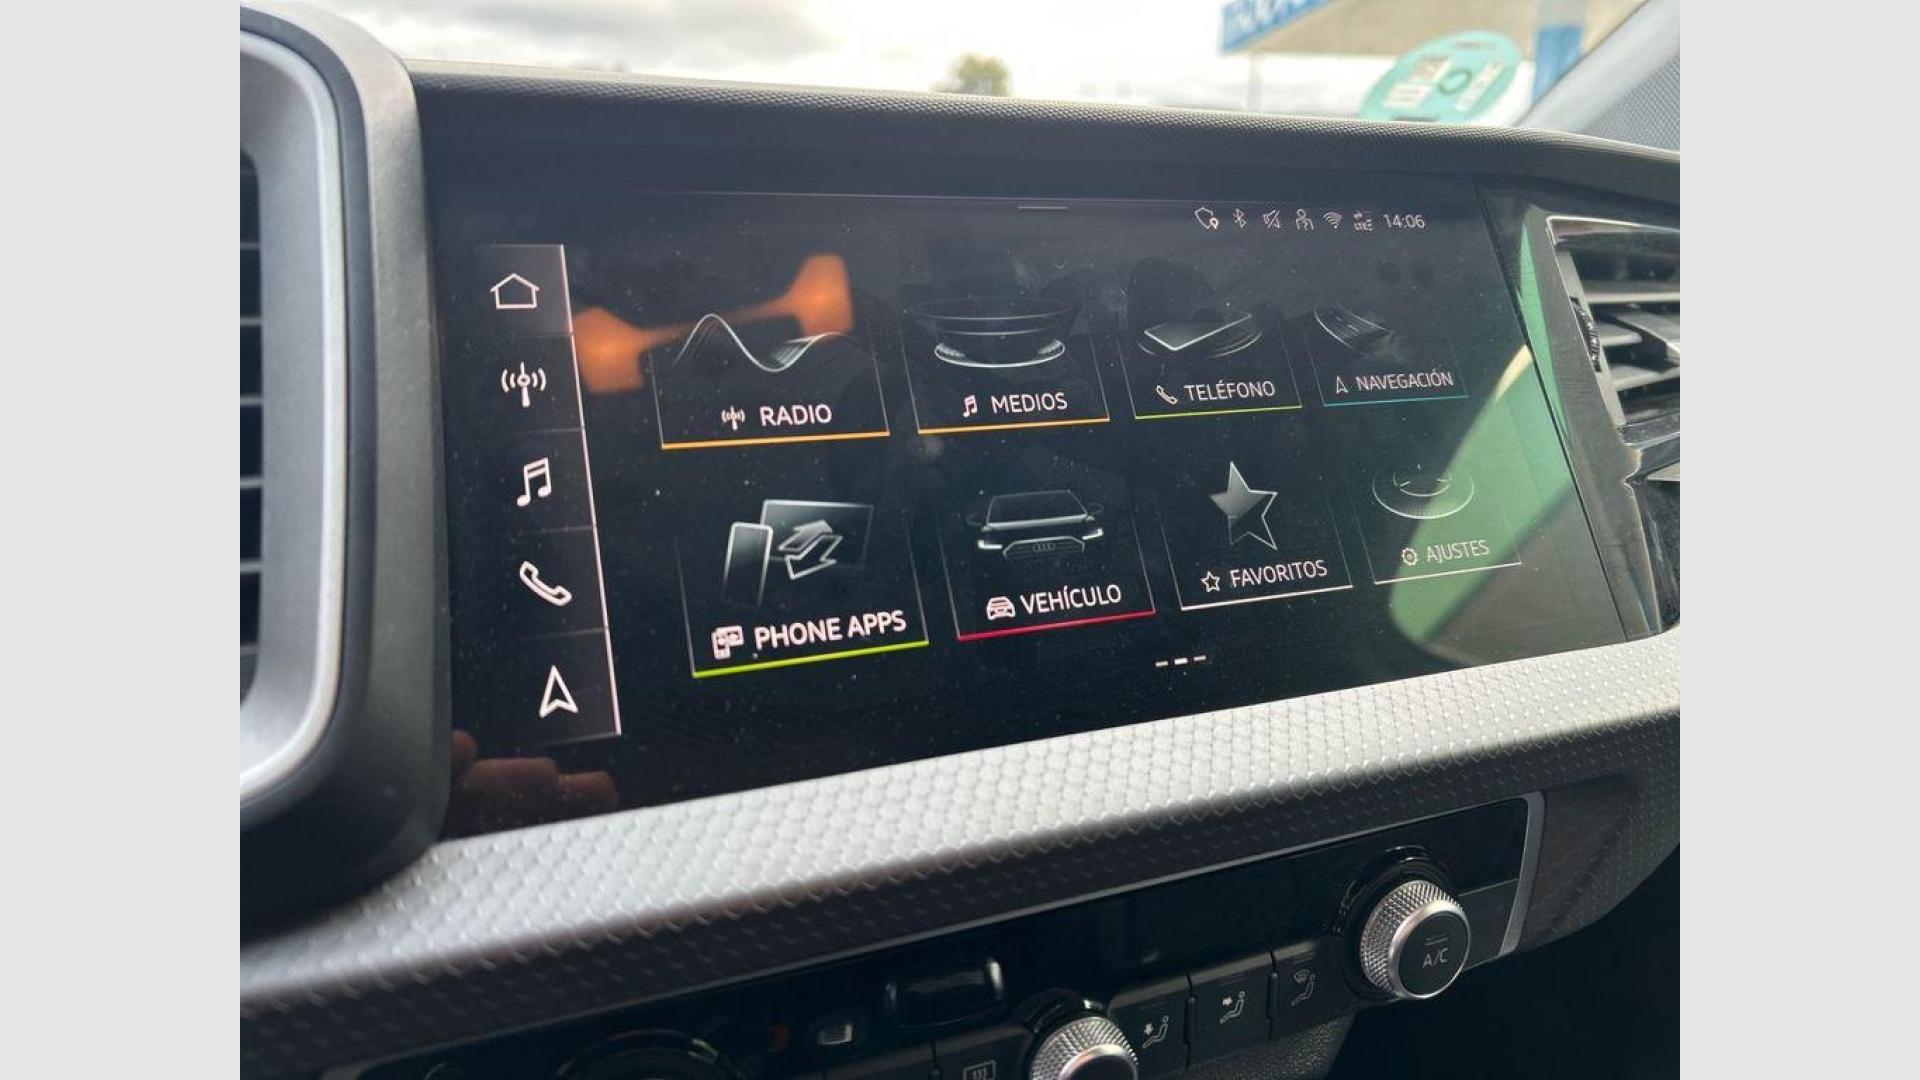 14:06
RADIO
MEDIOS
TELÉFONO
NAVEGACIÓN
PHONE APPS
VEHÍCULO
FAVORITOS
AJUSTES
A/C